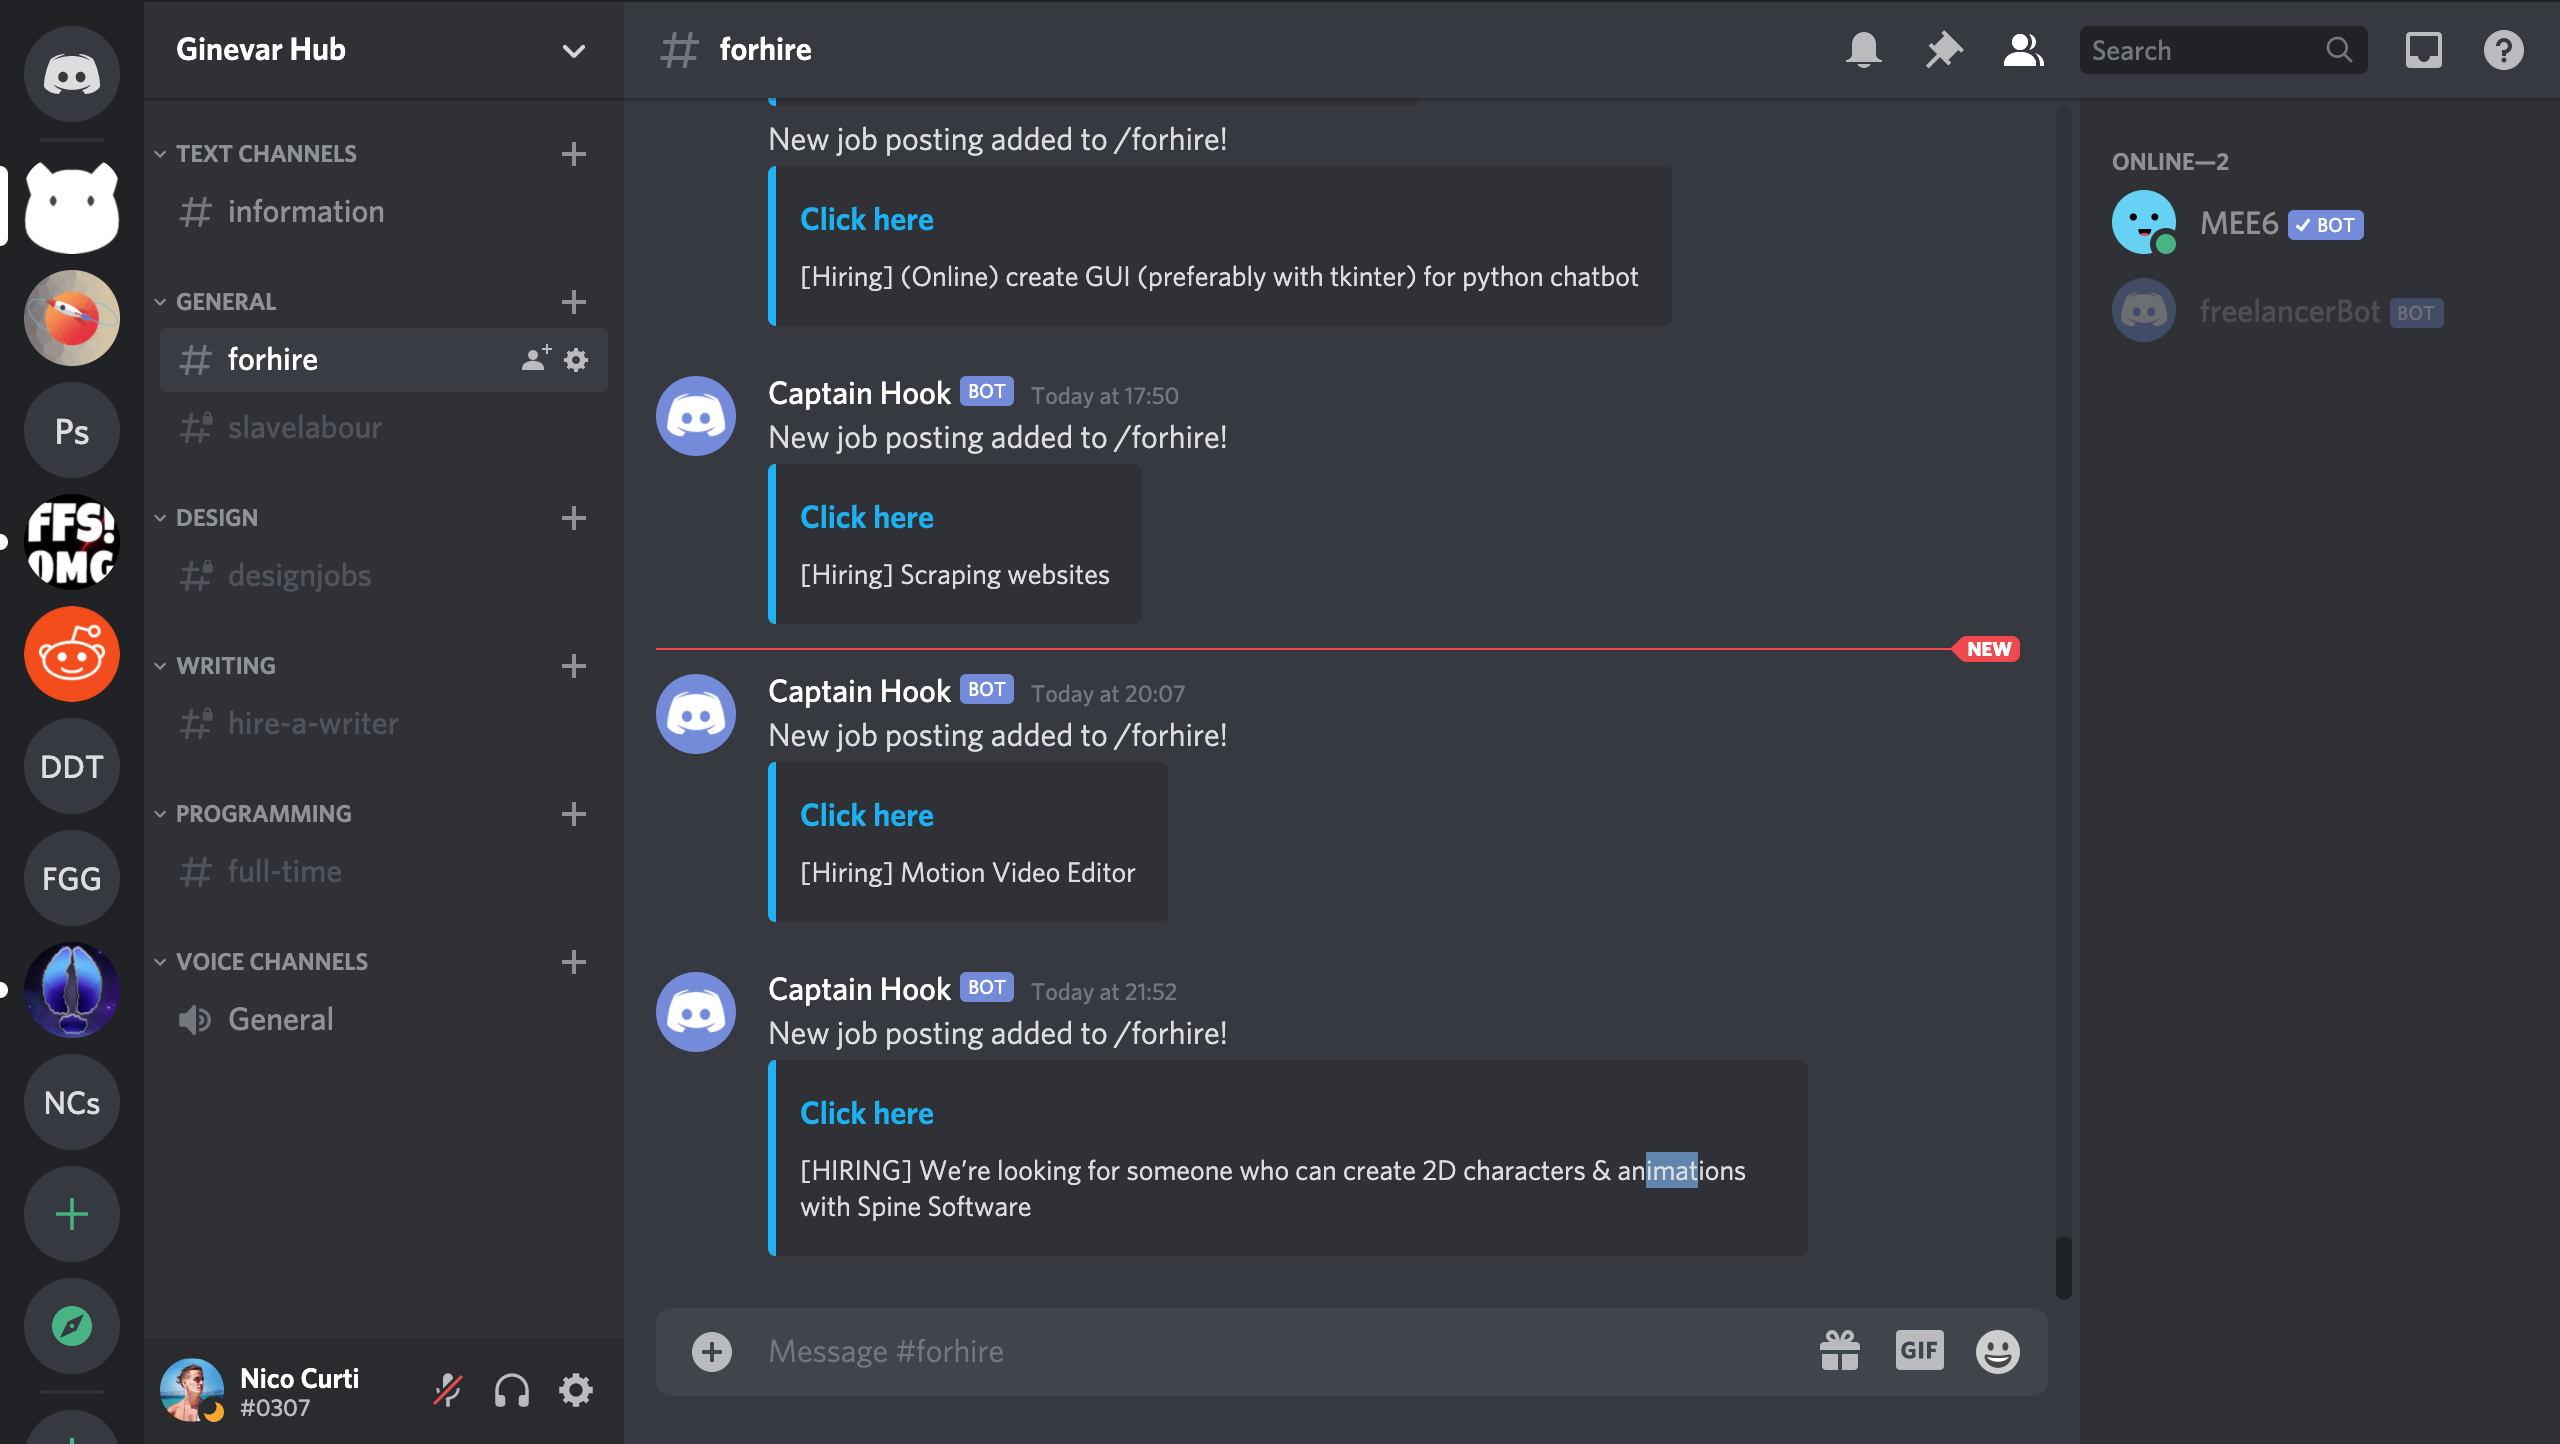 Ginevar Hub
TEXT CHANNELS
information
GENERAL
forhire
slavelabour
DESIGN
designjobs
WRITING
hire-a-writer
PROGRAMMING
full-time
VOICE CHANNELS
General
Ps
FFS!
OMG
DDT
FGG
NCs
Nico Curti
#0307
forhire
Search
New job posting added to /forhire!
Click here
[Hiring] (Online) create GUI (preferably with tkinter) for python chatbot
Captain Hook BOT Today at 17:50
New job posting added to /forhire!
Click here
[Hiring] Scraping websites
NEW
Captain Hook BOT Today at 20:07
New job posting added to /forhire!
Click here
[Hiring] Motion Video Editor
Captain Hook BOT Today at 21:52
New job posting added to /forhire!
Click here
[HIRING] We're looking for someone who can create 2D characters & animations
with Spine Software
Message #forhire
GIF
ONLINE—2
MEE6 BOT
freelancerBot BOT